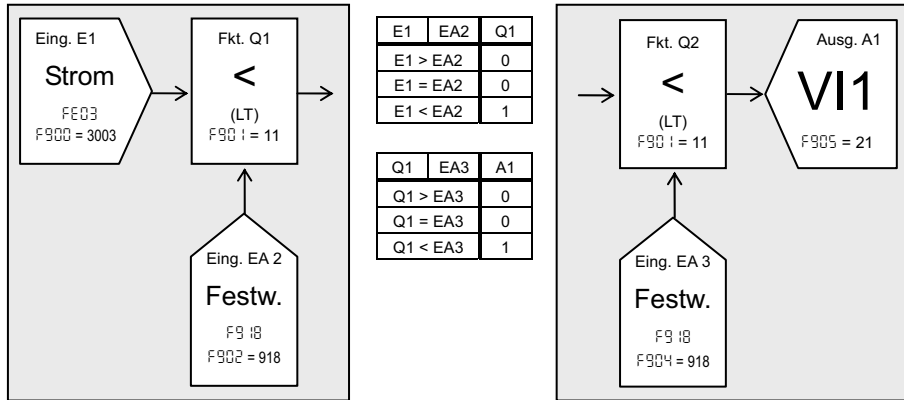 Eing. E1
Strom
FE03
F900 = 3003
Fkt. Q1
<
(LT)
F901 = 11
Eing. EA 2
Festw.
F918
F902 = 918
E1 EA2 Q1
E1 > EA2 0
E1 = EA2 0
E1 < EA2 1
Q1 EA3 A1
Q1 > EA3 0
Q1 = EA3 0
Q1 < EA3 1
Fkt. Q2
<
(LT)
F901 = 11
Ausg. A1
VI1
F905 = 21
Eing. EA 3
Festw.
F918
F904 = 918